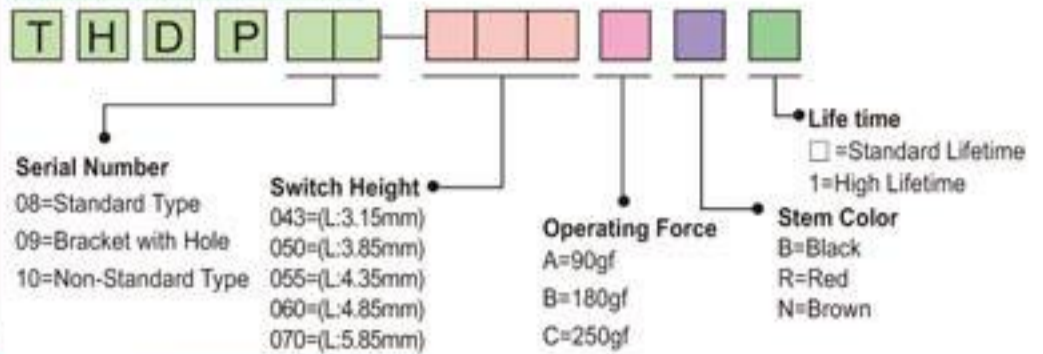 THDP
Serial Number
08=Standard Type
09=Bracket with Hole
10=Non-Standard Type
Switch Height
043=(L:3.15mm)
050=(L:3.85mm)
055=(L:4.35mm)
060=(L:4.85mm)
070=(L:5.85mm)
Operating Force
A=90gf
B=180gf
C=250gf
Life time
□=Standard Lifetime
1=High Lifetime
Stem Color
B=Black
R=Red
N=Brown